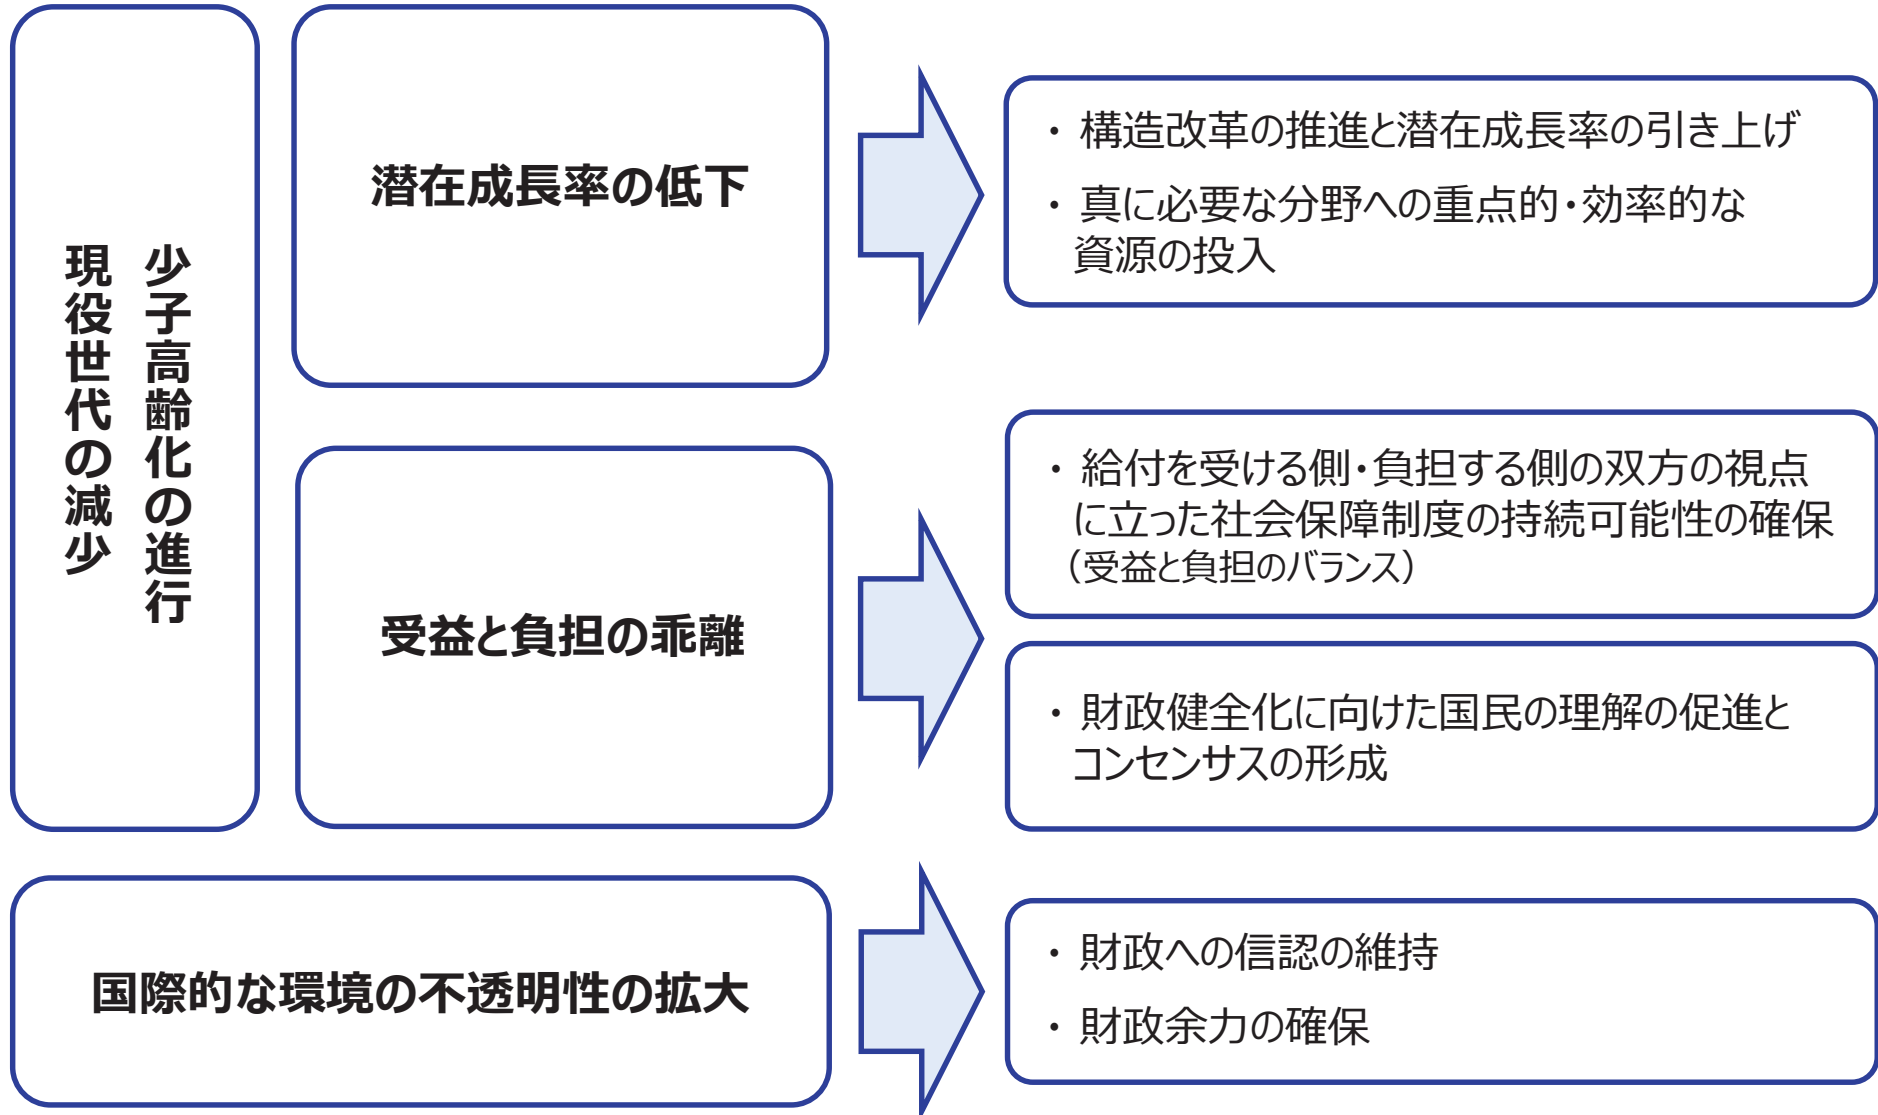 少子高齢化の進行
現役世代の減少
潜在成長率の低下
・ 構造改革の推進と潜在成長率の引き上げ
・ 真に必要な分野への重点的・効率的な
資源の投入
受益と負担の乖離
・ 給付を受ける側・負担する側の双方の視点
に立った社会保障制度の持続可能性の確保
（受益と負担のバランス）
・ 財政健全化に向けた国民の理解の促進と
コンセンサスの形成
国際的な環境の不透明性の拡大
・ 財政への信認の維持
・ 財政余力の確保